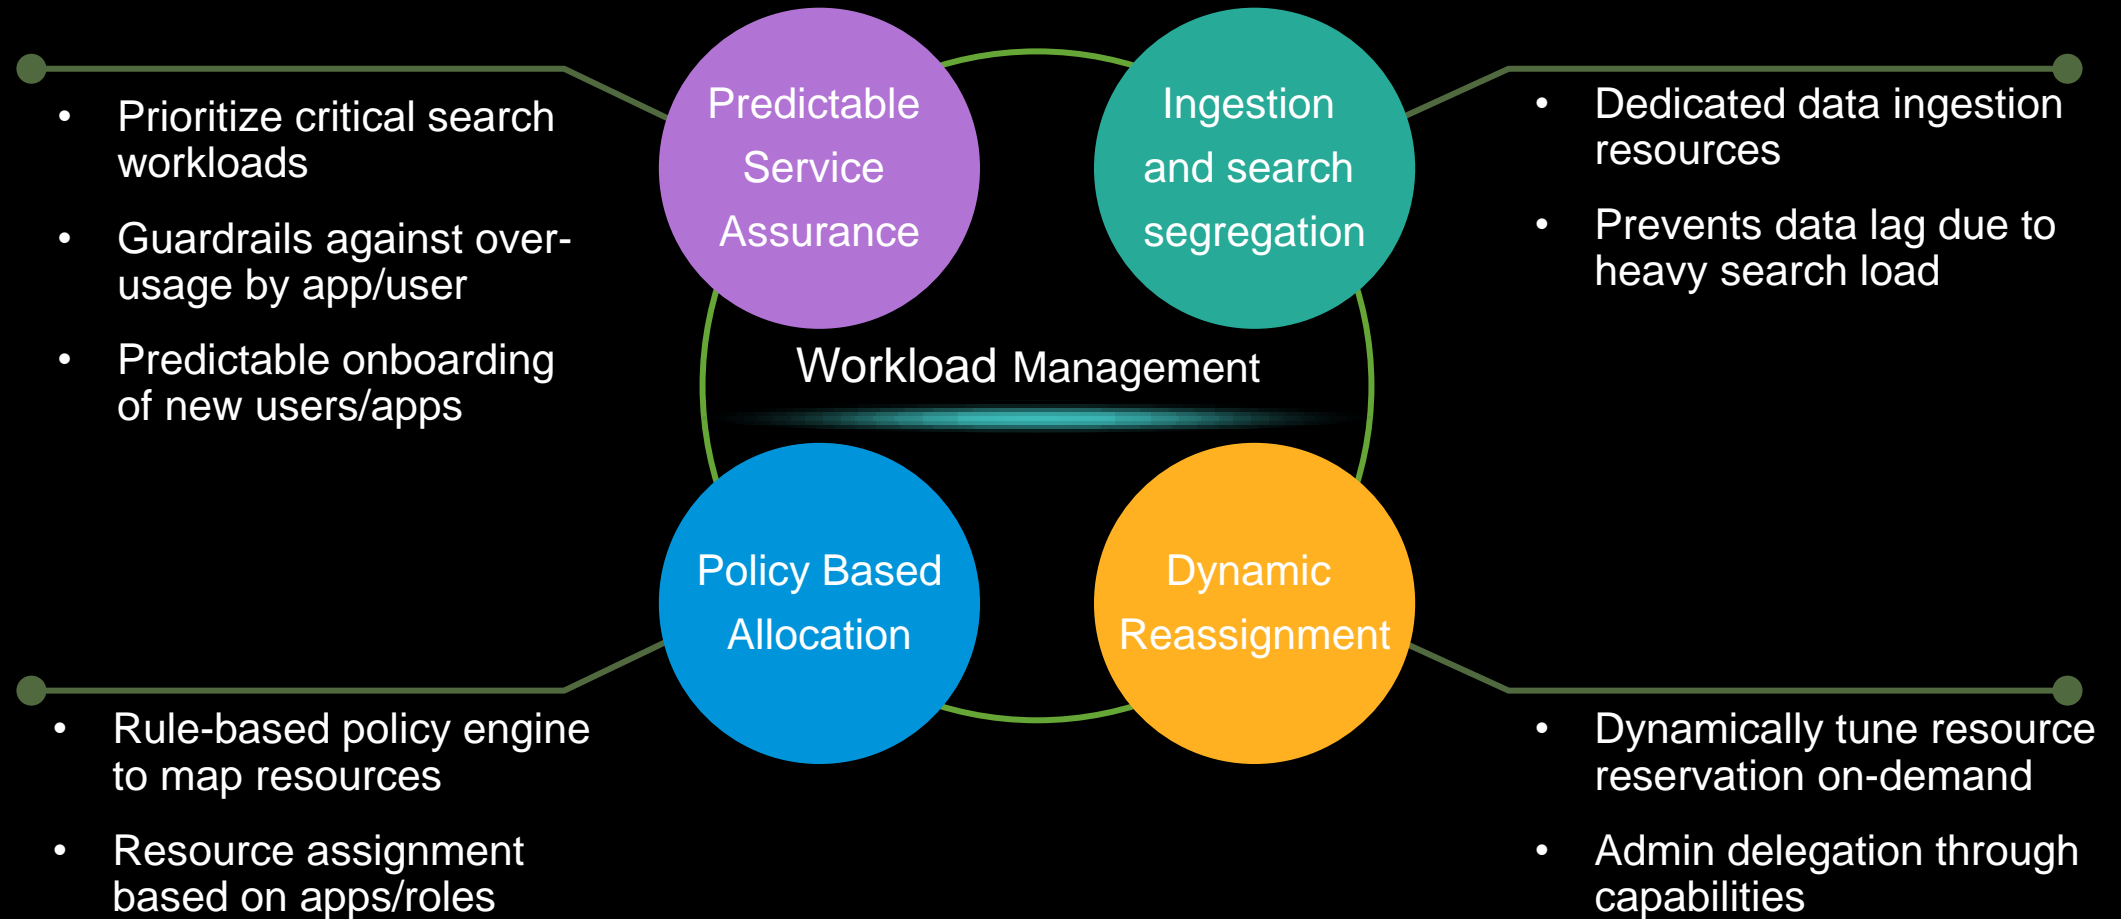 • Prioritize critical search
workloads
• Guardrails against over-
usage by app/user
• Predictable onboarding
of new users/apps
Predictable
Service
Assurance
Ingestion
and search
segregation
• Dedicated data ingestion
resources
• Prevents data lag due to
heavy search load
Workload Management
Policy Based
Allocation
Dynamic
Reassignment
• Rule-based policy engine
to map resources
• Resource assignment
based on apps/roles
• Dynamically tune resource
reservation on-demand
• Admin delegation through
capabilities